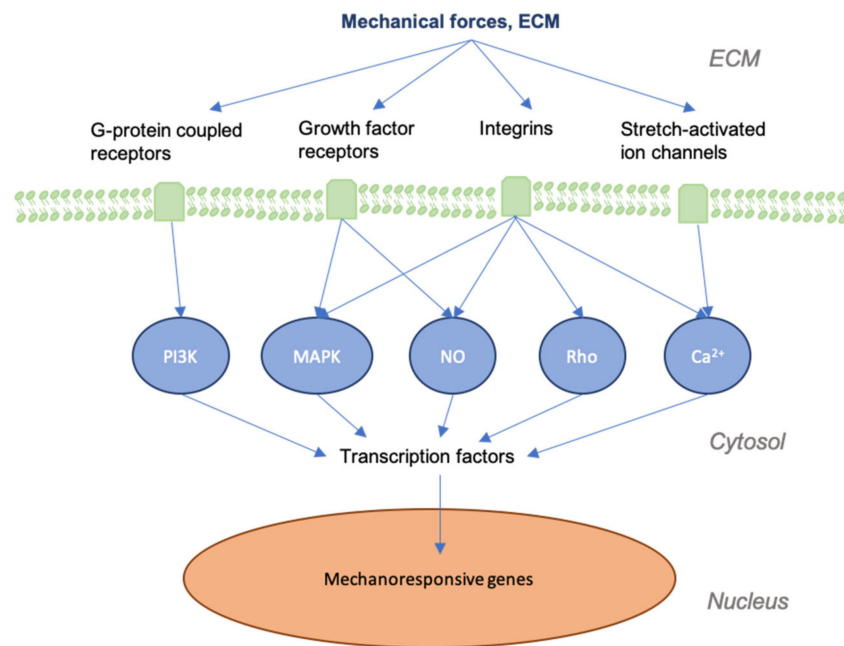 Mechanical forces, ECM
ECM
G-protein coupled
receptors
Growth factor
receptors
Integrins
Stretch-activated
ion channels
PI3K
MAPK
NO
Rho
Ca²⁺
Cytosol
Transcription factors
Mechanoresponsive genes
Nucleus